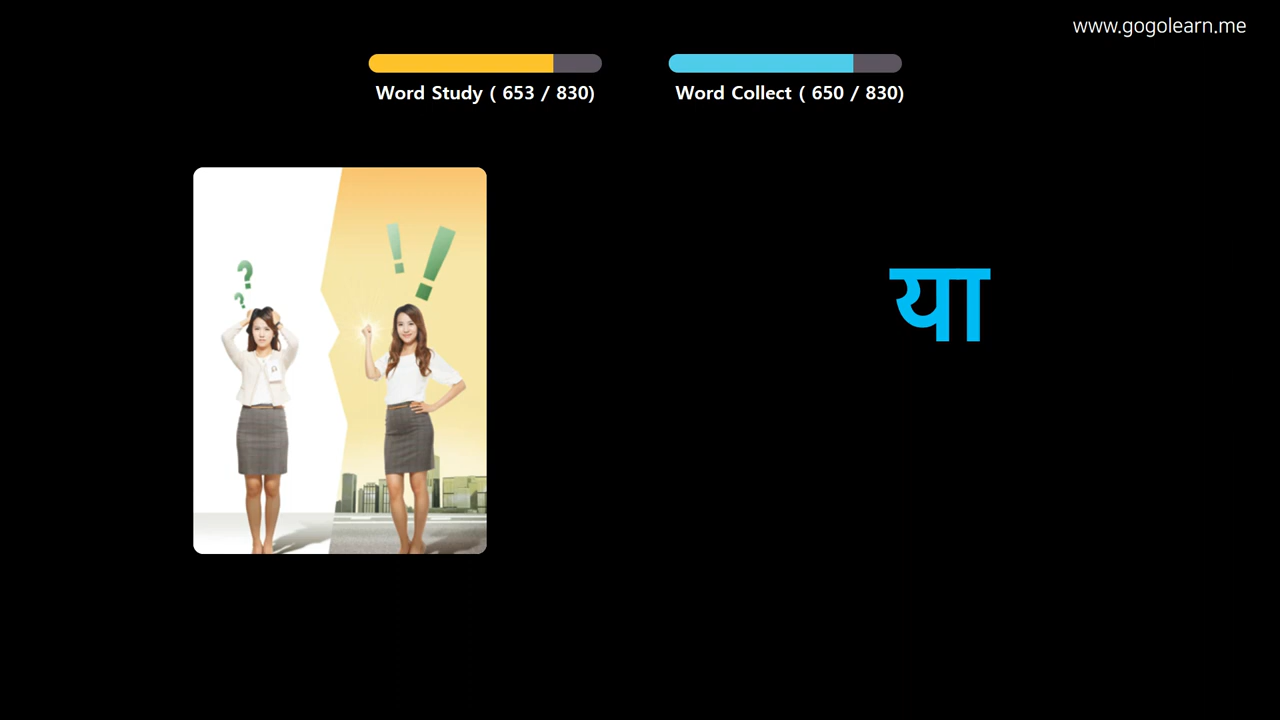 www.gogolearn.me
Word Study ( 653 / 830)
Word Collect ( 650 / 830)
? ?
! !
या